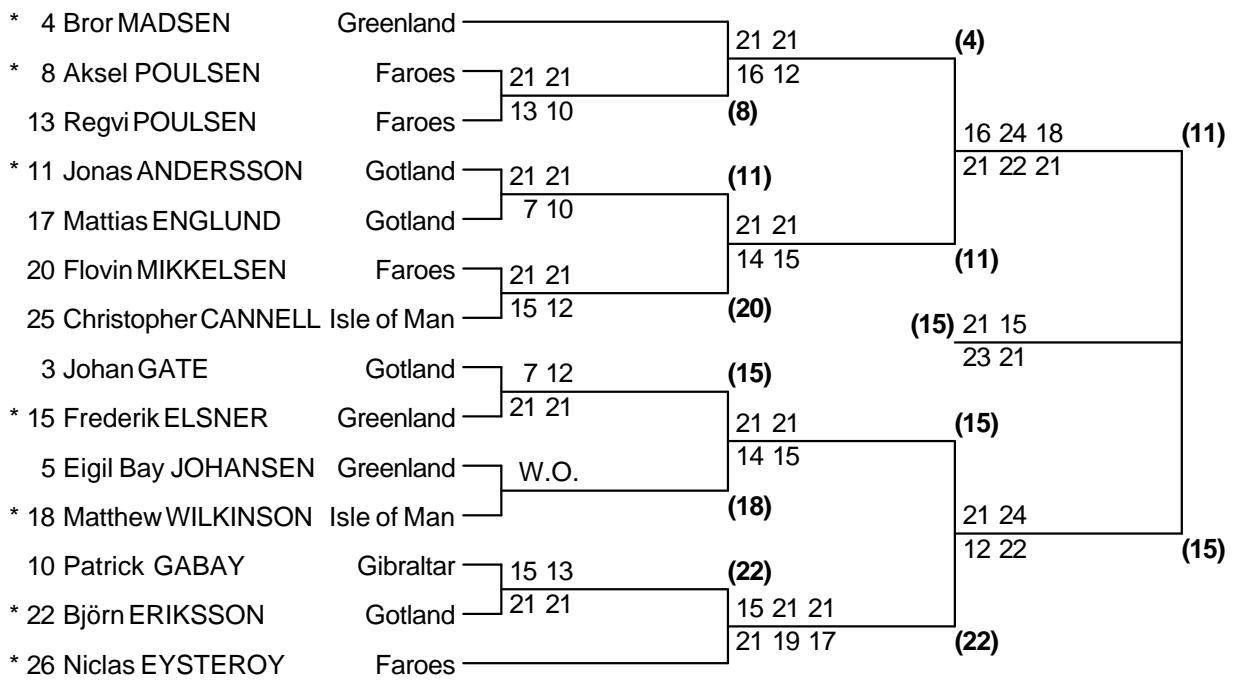 * 4 Bror MADSEN Greenland
21 21 (4)
* 8 Aksel POULSEN Faroes 21 21
16 12
13 10 (8)
13 Regvi POULSEN Faroes
16 24 18 (11)
* 11 Jonas ANDERSSON Gotland 21 21 (11)
21 22 21
7 10
17 Mattias ENGLUND Gotland 21 21
14 15 (11)
20 Flovin MIKKELSEN Faroes 21 21
15 12 (20)
25 Christopher CANNELL Isle of Man (15) 21 15
23 21
3 Johan GATE Gotland 7 12 (15)
21 21
* 15 Frederik ELSNER Greenland 21 21 (15)
14 15
5 Eigil Bay JOHANSEN Greenland W.O.
(18)
* 18 Matthew WILKINSON Isle of Man 21 24
12 22 (15)
10 Patrick GABAY Gibraltar 15 13 (22)
21 21
* 22 Björn ERIKSSON Gotland 15 21 21
21 19 17 (22)
* 26 Niclas EYSTEROY Faroes